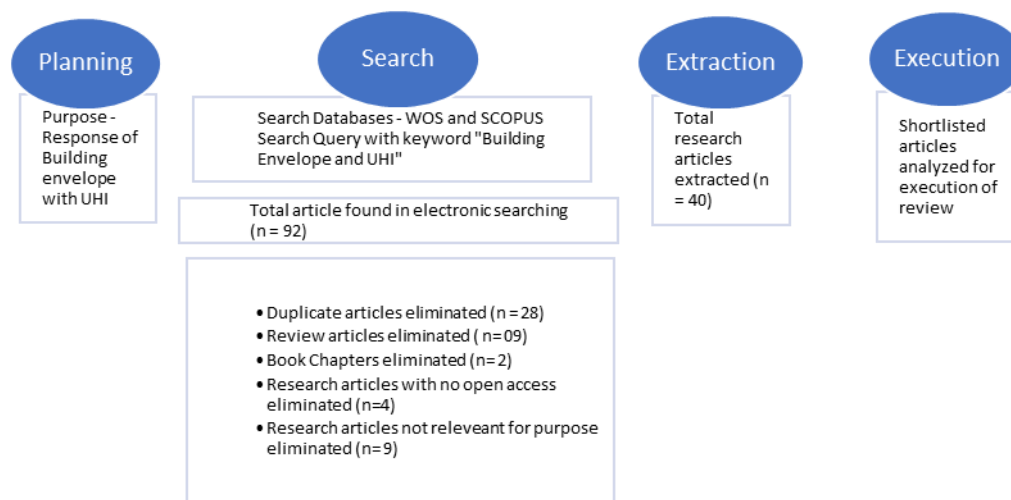 Planning
Purpose -
Response of
Building
envelope
with UHI
Search
Search Databases - WOS and SCOPUS
Search Query with keyword "Building
Envelope and UHI"
Total article found in electronic searching
(n = 92)
• Duplicate articles eliminated (n = 28)
• Review articles eliminated ( n=09)
• Book Chapters eliminated (n=2)
• Research articles with no open access
eliminated (n=4)
• Research articles not releveant for purpose
eliminated (n=9)
Extraction
Total
research
articles
extracted (n
= 40)
Execution
Shortlisted
articles
analyzed for
execution of
review